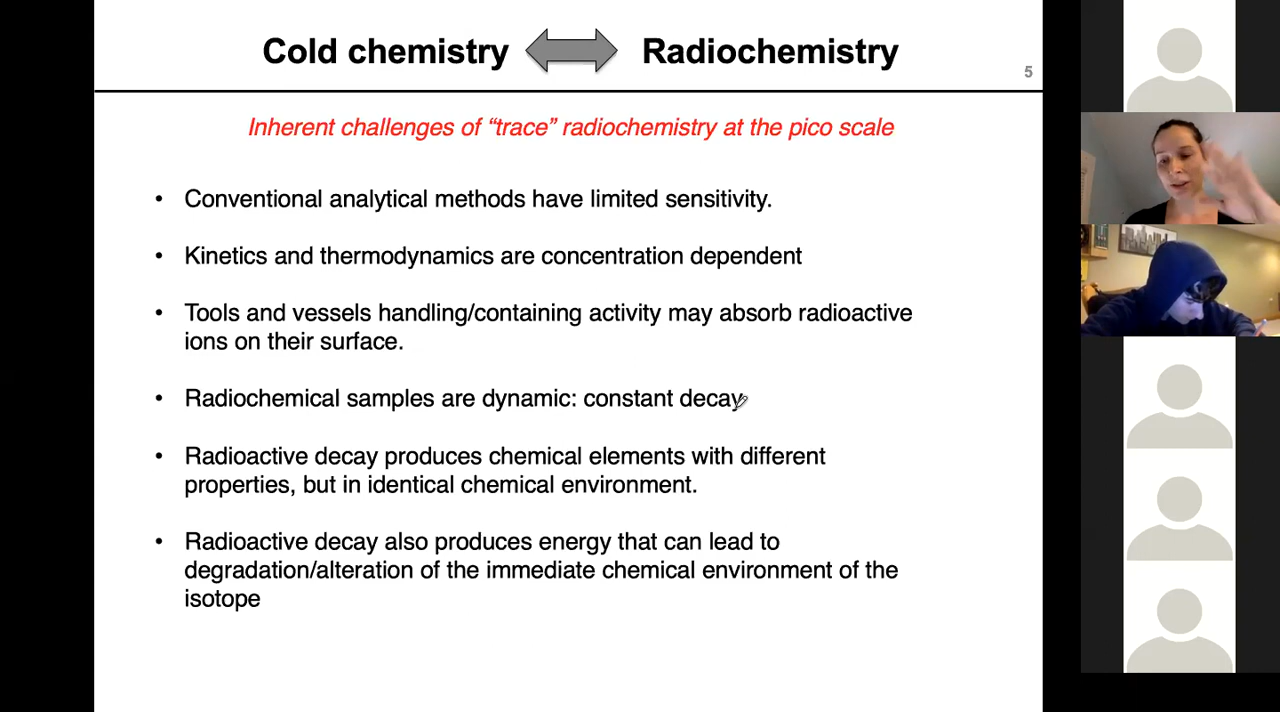 Cold chemistry Radiochemistry
5
Inherent challenges of “trace” radiochemistry at the pico scale
• Conventional analytical methods have limited sensitivity.
• Kinetics and thermodynamics are concentration dependent
• Tools and vessels handling/containing activity may absorb radioactive
ions on their surface.
• Radiochemical samples are dynamic: constant decay
• Radioactive decay produces chemical elements with different
properties, but in identical chemical environment.
• Radioactive decay also produces energy that can lead to
degradation/alteration of the immediate chemical environment of the
isotope